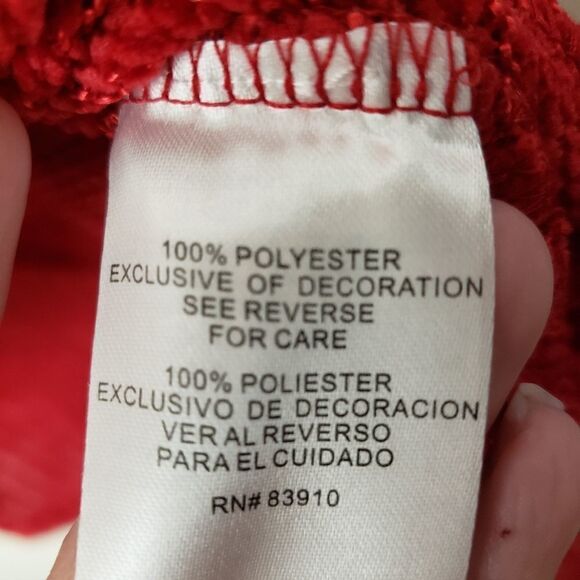 100% POLYESTER
EXCLUSIVE OF DECORATION
SEE REVERSE
FOR CARE
100% POLIESTER
EXCLUSIVO DE DECORACION
VER AL REVERSO
PARA EL CUIDADO
RN# 83910